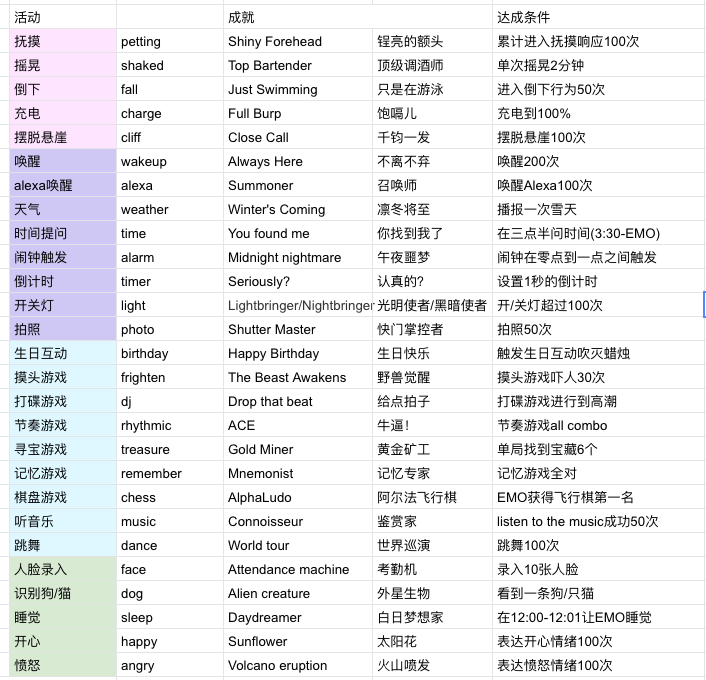 活动 成就 达成条件
抚摸 petting Shiny Forehead 锃亮的额头 累计进入抚摸响应100次
摇晃 shaked Top Bartender 顶级调酒师 单次摇晃2分钟
倒下 fall Just Swimming 只是在游泳 进入倒下行为50次
充电 charge Full Burp 饱嗝儿 充电到100%
摆脱悬崖 cliff Close Call 千钧一发 摆脱悬崖100次
唤醒 wakeup Always Here 不离不弃 唤醒200次
alexa唤醒 alexa Summoner 召唤师 唤醒Alexa100次
天气 weather Winter's Coming 凛冬将至 播报一次雪天
时间提问 time You found me 你找到我了 在三点半问时间(3:30-EMO)
闹钟触发 alarm Midnight nightmare 午夜噩梦 闹钟在零点到一点之间触发
倒计时 timer Seriously? 认真的? 设置1秒的倒计时
开关灯 light Lightbringer/Nightbringer 光明使者/黑暗使者 开/关灯超过100次
拍照 photo Shutter Master 快门掌控者 拍照50次
生日互动 birthday Happy Birthday 生日快乐 触发生日互动吹灭蜡烛
摸头游戏 frighten The Beast Awakens 野兽觉醒 摸头游戏吓人30次
打碟游戏 dj Drop that beat 给点拍子 打碟游戏进行到高潮
节奏游戏 rhythmic ACE 牛逼！ 节奏游戏all combo
寻宝游戏 treasure Gold Miner 黄金矿工 单局找到宝藏6个
记忆游戏 remember Mnemonist 记忆专家 记忆游戏全对
棋盘游戏 chess AlphaLudo 阿尔法飞行棋 EMO获得飞行棋第一名
听音乐 music Connoisseur 鉴赏家 listen to the music成功50次
跳舞 dance World tour 世界巡演 跳舞100次
人脸录入 face Attendance machine 考勤机 录入10张人脸
识别狗/猫 dog Alien creature 外星生物 看到一条狗/只猫
睡觉 sleep Daydreamer 白日梦想家 在12:00-12:01让EMO睡觉
开心 happy Sunflower 太阳花 表达开心情绪100次
愤怒 angry Volcano eruption 火山喷发 表达愤怒情绪100次